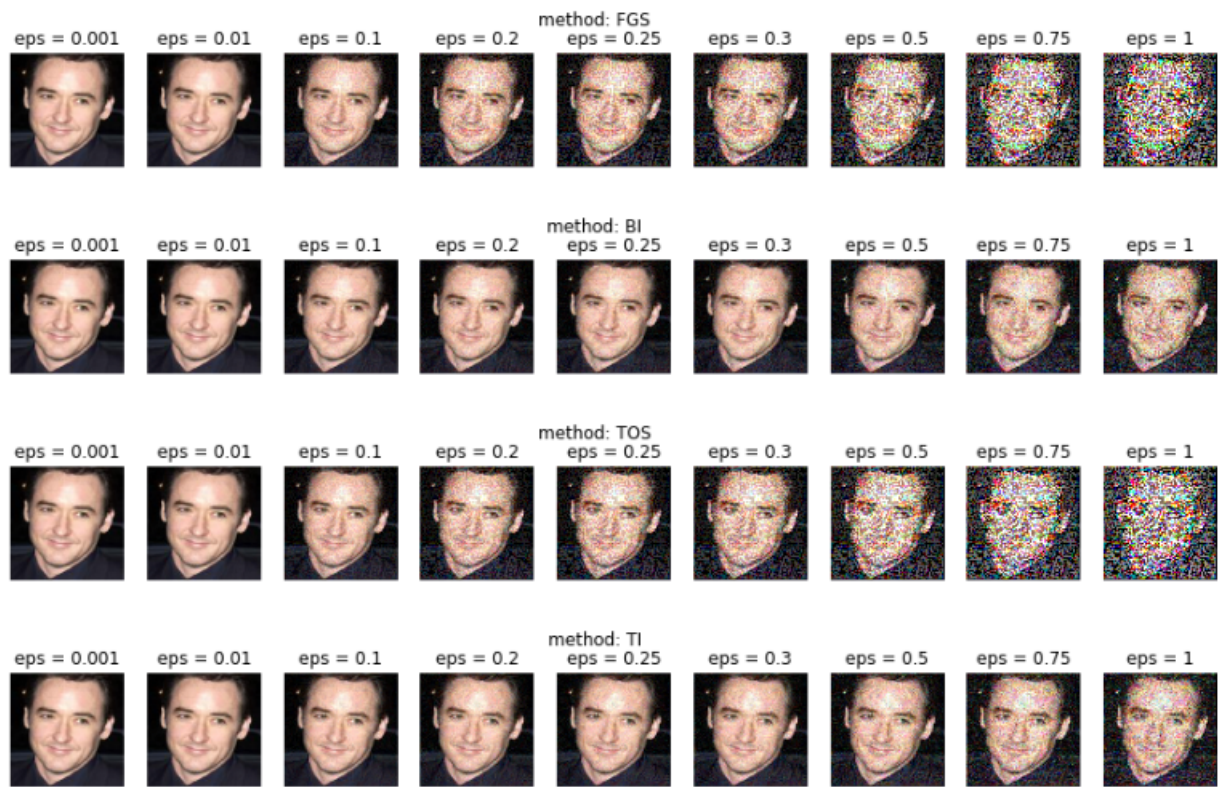 method: FGS
eps = 0.001 eps = 0.01 eps = 0.1 eps = 0.2 eps = 0.25 eps = 0.3 eps = 0.5 eps = 0.75 eps = 1
method: BI
eps = 0.001 eps = 0.01 eps = 0.1 eps = 0.2 eps = 0.25 eps = 0.3 eps = 0.5 eps = 0.75 eps = 1
method: TOS
eps = 0.001 eps = 0.01 eps = 0.1 eps = 0.2 eps = 0.25 eps = 0.3 eps = 0.5 eps = 0.75 eps = 1
method: TI
eps = 0.001 eps = 0.01 eps = 0.1 eps = 0.2 eps = 0.25 eps = 0.3 eps = 0.5 eps = 0.75 eps = 1